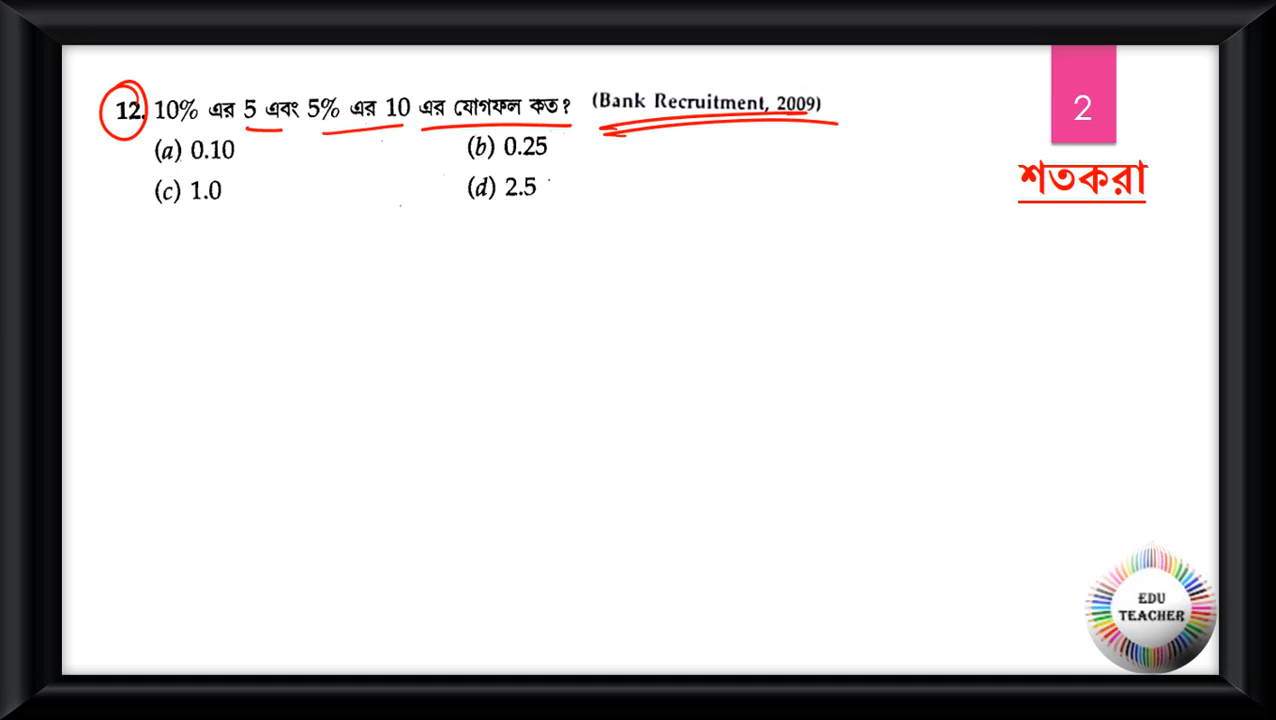 12. 10% এর 5 এবং 5% এর 10 এর যোগফল কত? (Bank Recruitment, 2009)
(a) 0.10 (b) 0.25
(c) 1.0 (d) 2.5
2
শতকরা
EDU
TEACHER